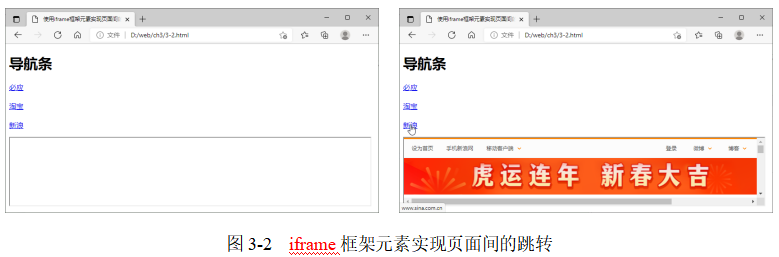 使用iframe框架元素实现页面间
文件 D:/web/ch3/3-2.html
导航条
必应
淘宝
新浪
使用iframe框架元素实现页面间
文件 D:/web/ch3/3-2.html
导航条
必应
淘宝
新浪
设为首页 手机新浪网 移动客户端 登录 微博 博客
虎运连年 新春大吉
www.sina.com.cn
图 3-2 iframe 框架元素实现页面间的跳转